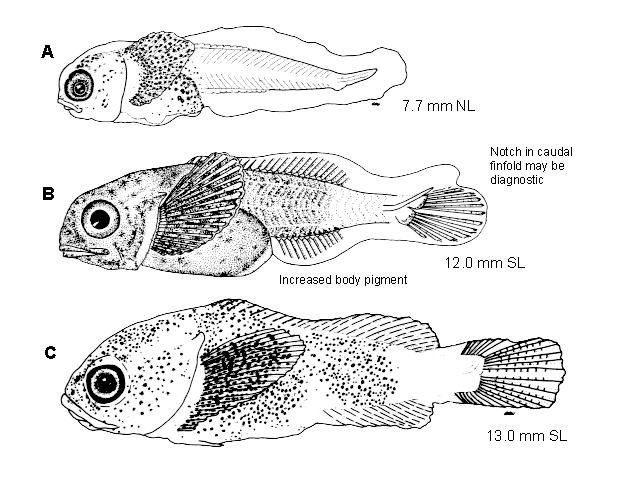 A
7.7 mm NL
Notch in caudal
finfold may be
diagnostic
B
12.0 mm SL
Increased body pigment
C
13.0 mm SL